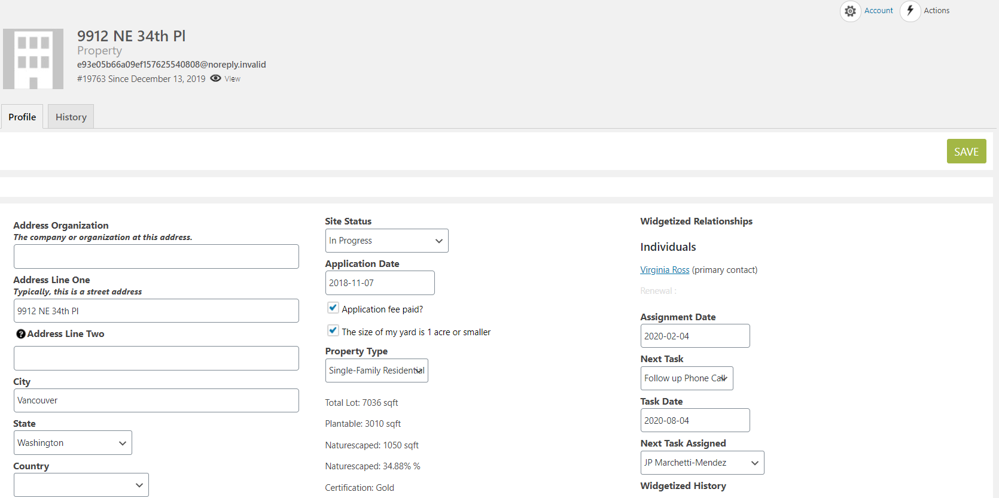 Account
Actions
9912 NE 34th Pl
Property
e93e05b66a09ef157625540808@noreply.invalid
#19763 Since December 13, 2019 View
Profile
History
SAVE
Address Organization
The company or organization at this address.
Address Line One
Typically, this is a street address
9912 NE 34th Pl
Address Line Two
City
Vancouver
State
Washington
Country
Site Status
In Progress
Application Date
2018-11-07
Application fee paid?
The size of my yard is 1 acre or smaller
Property Type
Single-Family Residential
Total Lot: 7036 sqft
Plantable: 3010 sqft
Naturescaped: 1050 sqft
Naturescaped: 34.88% %
Certification: Gold
Widgetized Relationships
Individuals
Virginia Ross (primary contact)
Renewal :
Assignment Date
2020-02-04
Next Task
Follow up Phone Call
Task Date
2020-08-04
Next Task Assigned
JP Marchetti-Mendez
Widgetized History